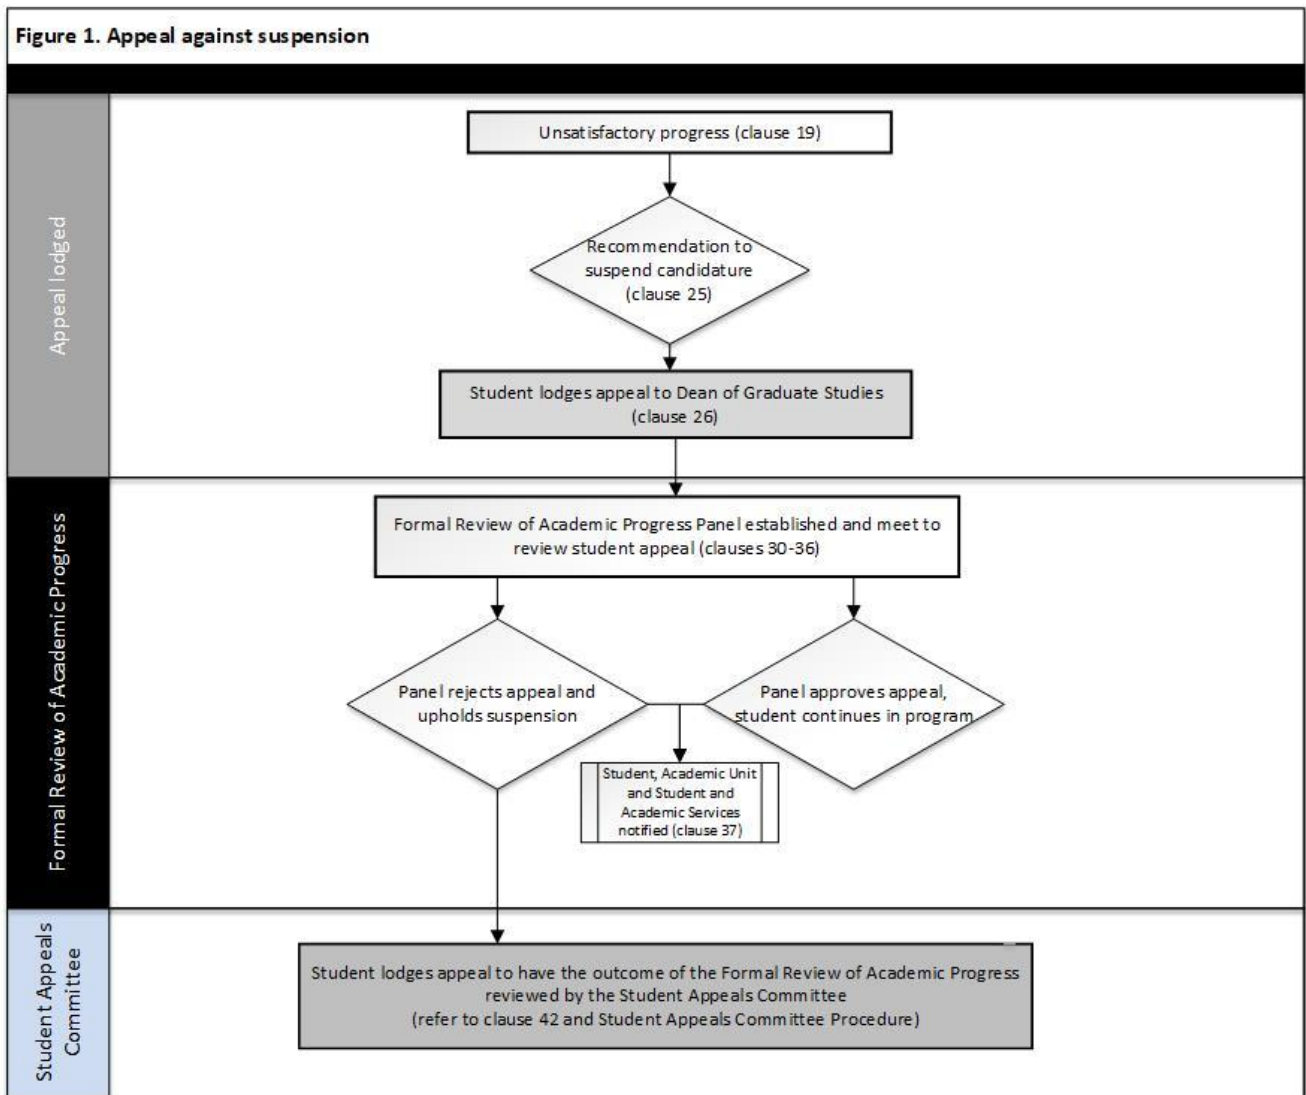 Figure 1. Appeal against suspension
Appeal lodged
Unsatisfactory progress (clause 19)
Recommendation to
suspend candidature
(clause 25)
Student lodges appeal to Dean of Graduate Studies
(clause 26)
Formal Review of Academic Progress
Formal Review of Academic Progress Panel established and meet to
review student appeal (clauses 30-36)
Panel rejects appeal and
upholds suspension
Panel approves appeal,
student continues in program
Student, Academic Unit
and Student and
Academic Services
notified (clause 37)
Student Appeals
Committee
Student lodges appeal to have the outcome of the Formal Review of Academic Progress
reviewed by the Student Appeals Committee
(refer to clause 42 and Student Appeals Committee Procedure)